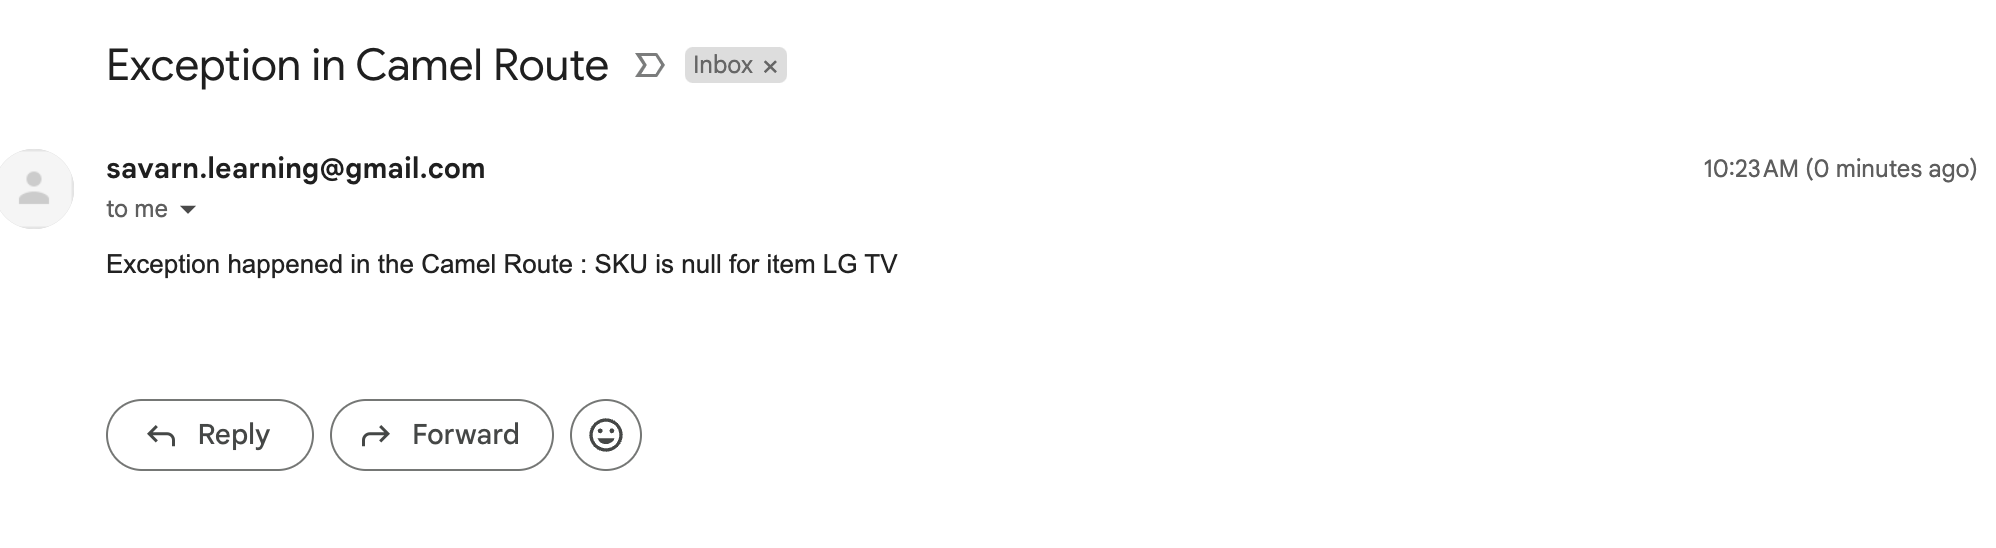 Exception in Camel Route Inbox ×
savarn.learning@gmail.com 10:23 AM (0 minutes ago)
to me
Exception happened in the Camel Route : SKU is null for item LG TV
Reply Forward